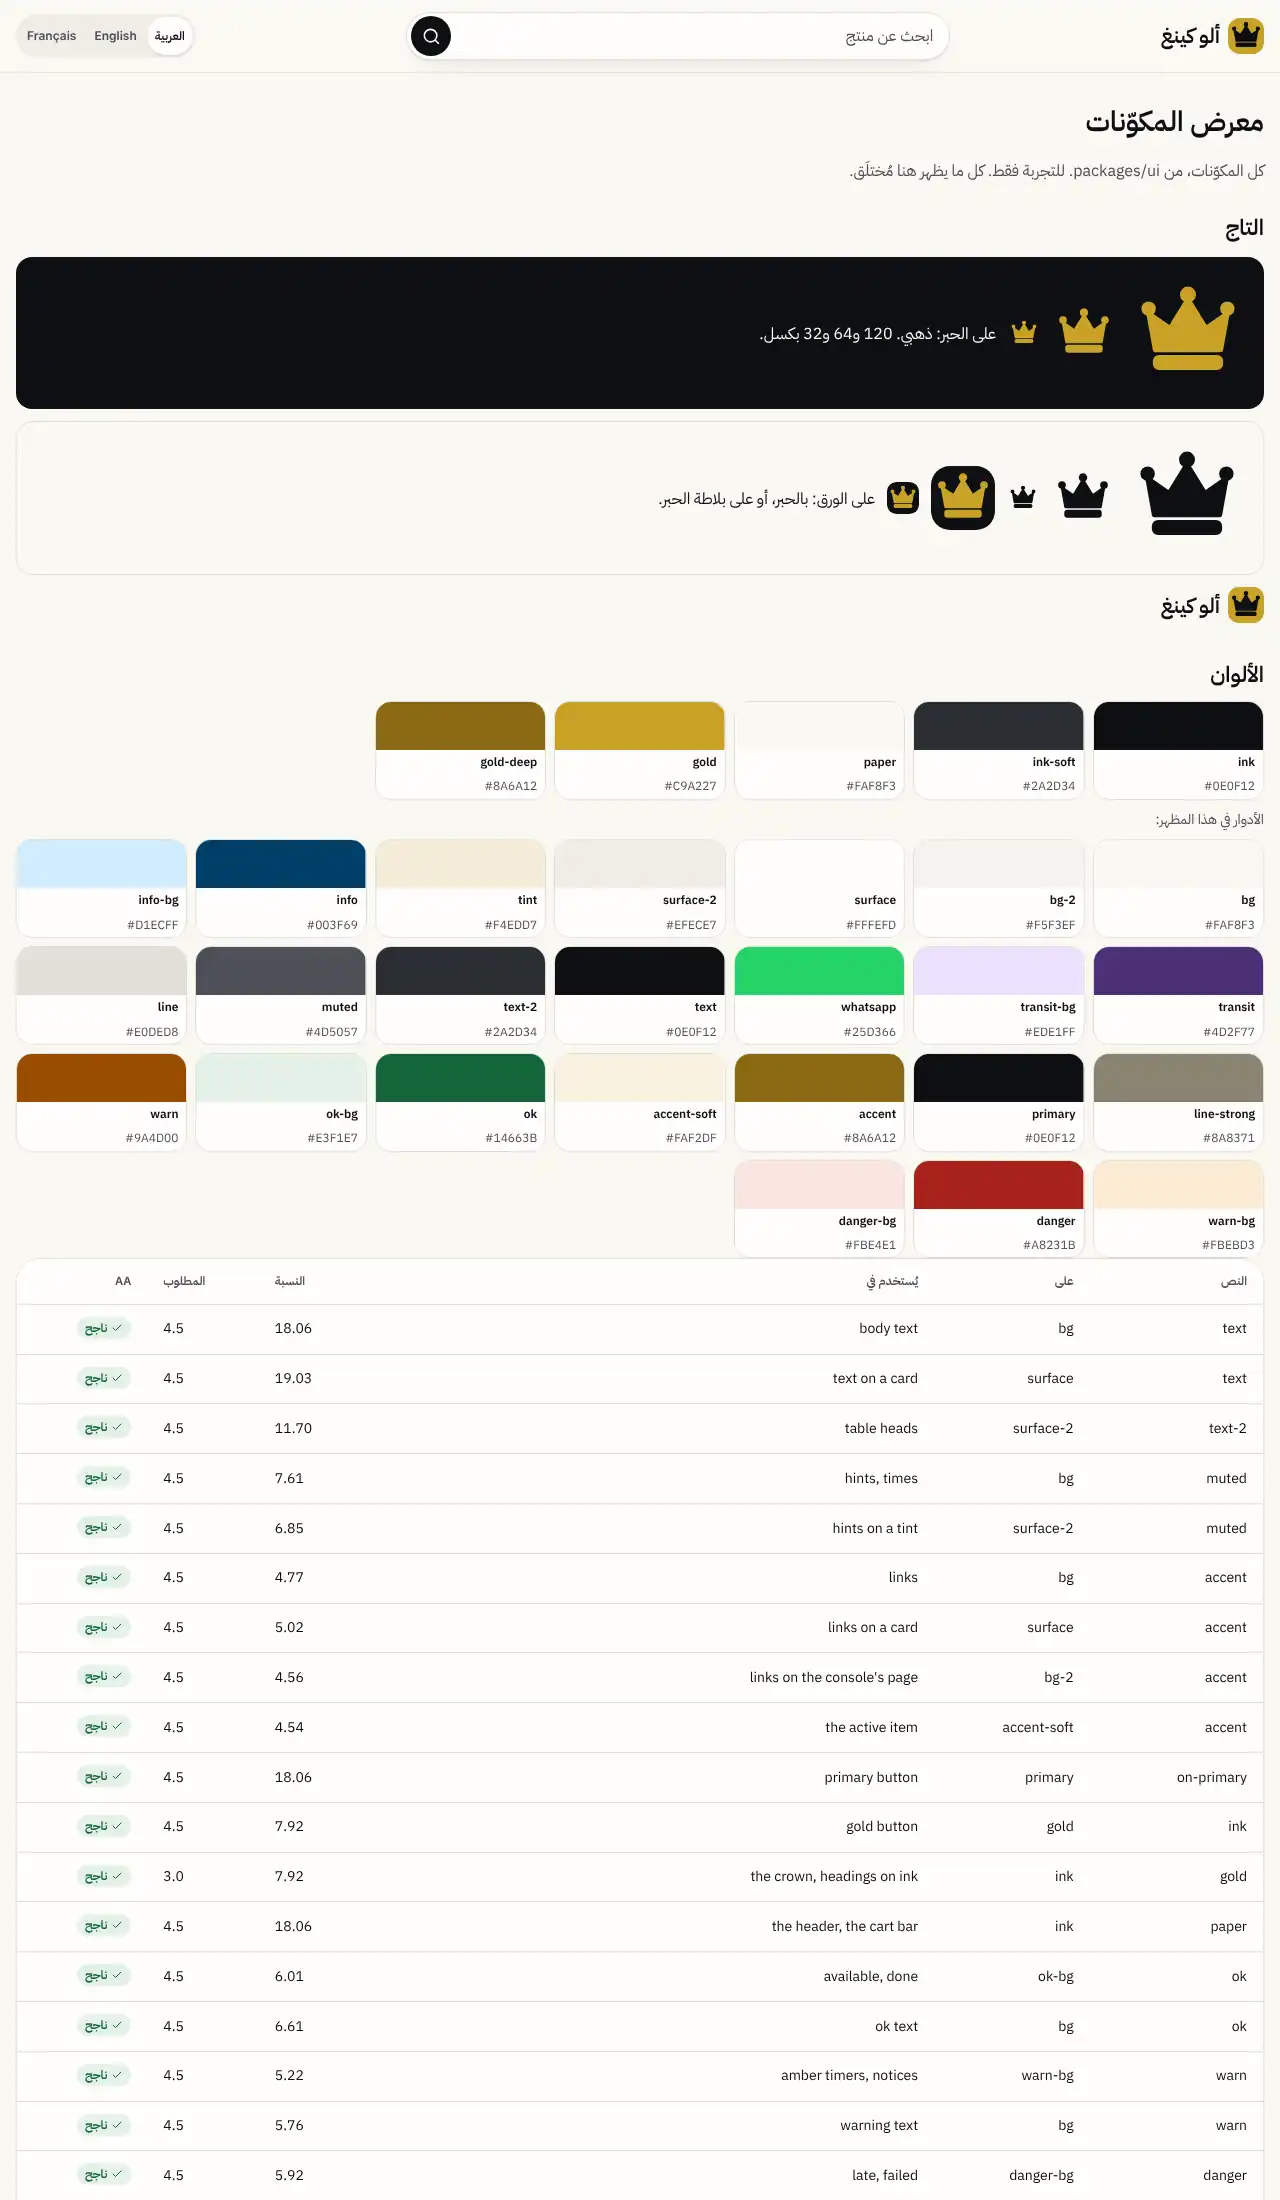 ألو كينغ
ابحث عن منتج
العربية English Français
معرض المكوّنات
كل المكوّنات، من packages/ui. للتجربة فقط. كل ما يظهر هنا مُختلَق.
التاج
على الحبر: ذهبي. 120 و64 و32 بكسل.
على الورق: بالحبر، أو على بلاطة الحبر.
ألو كينغ
الألوان
ink ink-soft paper gold gold-deep
#0E0F12 #2A2D34 #FAF8F3 #C9A227 #8A6A12
الأدوار في هذا المظهر:
bg bg-2 surface surface-2 tint info info-bg
#FAF8F3 #F5F3EF #FFFEFD #EFECE7 #F4EDD7 #003F69 #D1ECFF
transit transit-bg whatsapp text text-2 muted line
#4D2F77 #EDE1FF #25D366 #0E0F12 #2A2D34 #4D5057 #E0DED8
line-strong primary accent accent-soft ok ok-bg warn
#8A8371 #0E0F12 #8A6A12 #FAF2DF #14663B #E3F1E7 #9A4D00
warn-bg danger danger-bg
#FBEBD3 #A8231B #FBE4E1
النص على يُستخدم في النسبة المطلوب AA
text bg body text 18.06 4.5 ناجح
text surface text on a card 19.03 4.5 ناجح
text-2 surface-2 table heads 11.70 4.5 ناجح
muted bg hints, times 7.61 4.5 ناجح
muted surface-2 hints on a tint 6.85 4.5 ناجح
accent bg links 4.77 4.5 ناجح
accent surface links on a card 5.02 4.5 ناجح
accent bg-2 links on the console's page 4.56 4.5 ناجح
accent accent-soft the active item 4.54 4.5 ناجح
on-primary primary primary button 18.06 4.5 ناجح
ink gold gold button 7.92 4.5 ناجح
gold ink the crown, headings on ink 7.92 3.0 ناجح
paper ink the header, the cart bar 18.06 4.5 ناجح
ok ok-bg available, done 6.01 4.5 ناجح
ok bg ok text 6.61 4.5 ناجح
warn warn-bg amber timers, notices 5.22 4.5 ناجح
warn bg warning text 5.76 4.5 ناجح
danger danger-bg late, failed 5.92 4.5 ناجح